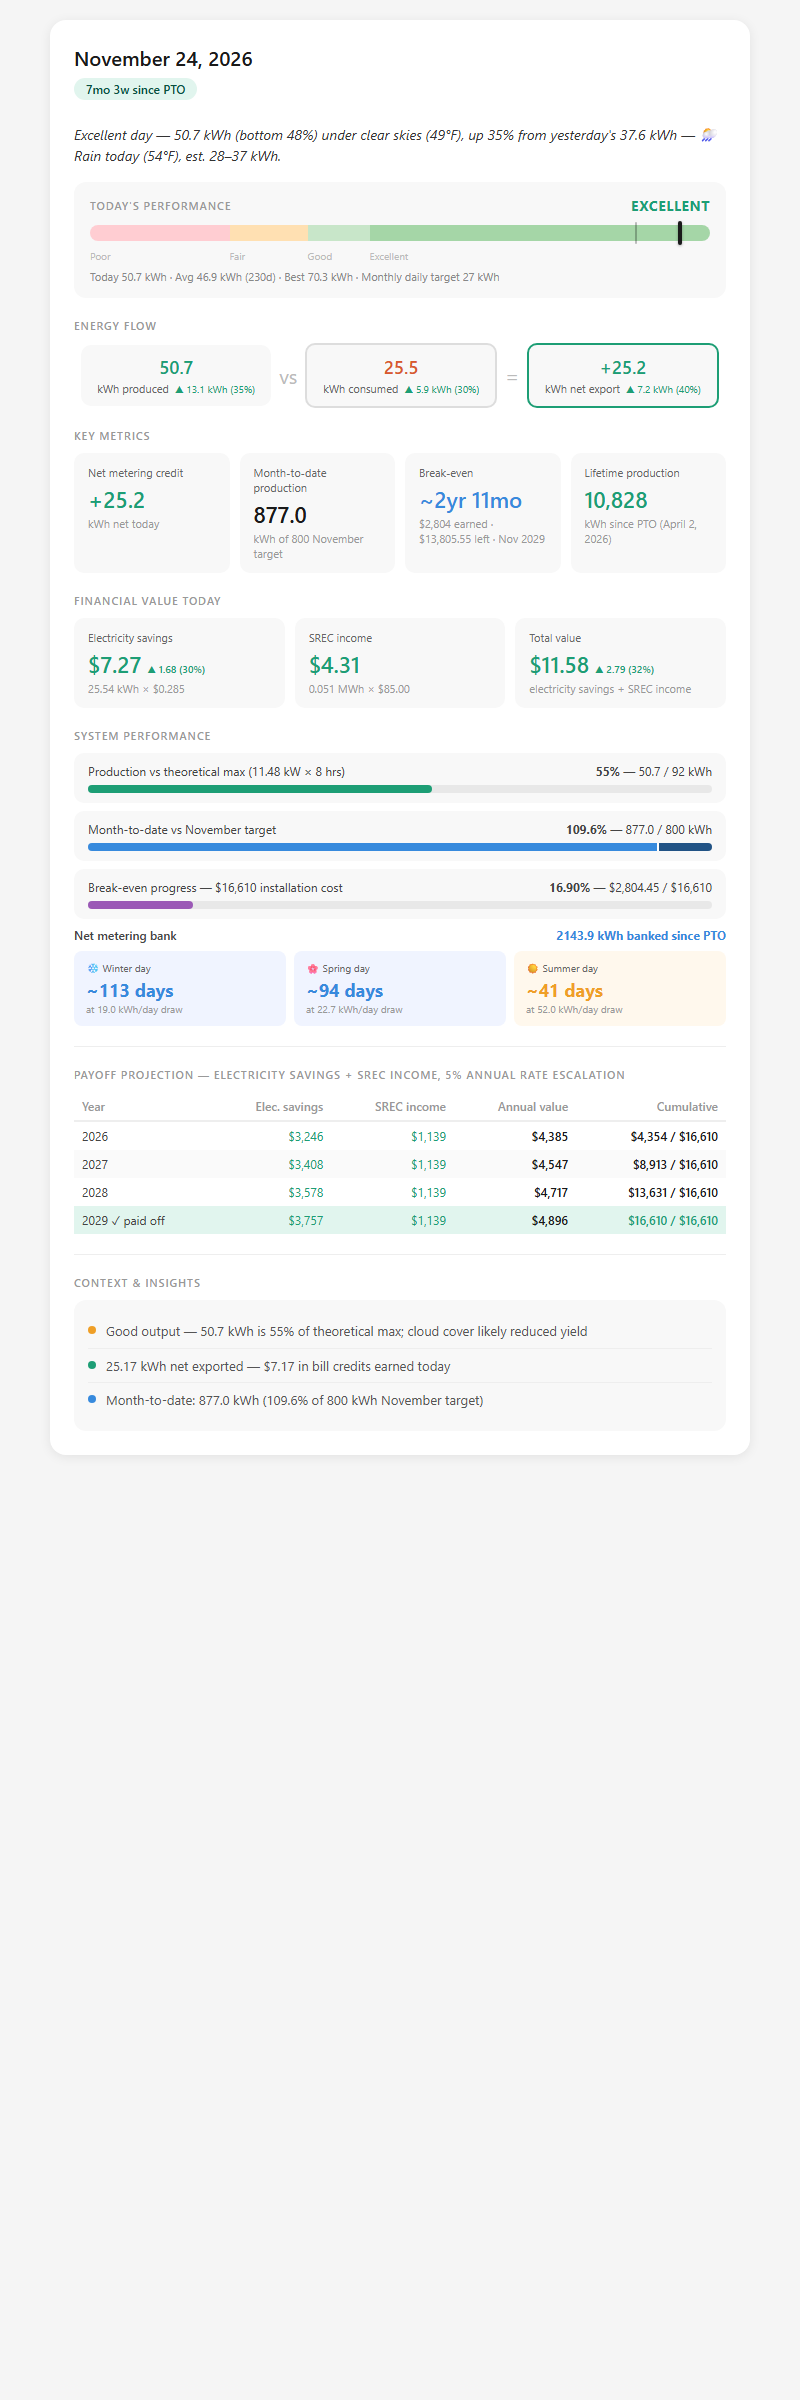 November 24, 2026
7mo 3w since PTO
Excellent day — 50.7 kWh (bottom 48%) under clear skies (49°F), up 35% from yesterday's 37.6 kWh — 🌦
Rain today (54°F), est. 28–37 kWh.
TODAY'S PERFORMANCE EXCELLENT
Poor Fair Good Excellent
Today 50.7 kWh · Avg 46.9 kWh (230d) · Best 70.3 kWh · Monthly daily target 27 kWh
ENERGY FLOW
50.7
kWh produced ▲ 13.1 kWh (35%)
VS
25.5
kWh consumed ▲ 5.9 kWh (30%)
=
+25.2
kWh net export ▲ 7.2 kWh (40%)
KEY METRICS
Net metering credit
+25.2
kWh net today
Month-to-date
production
877.0
kWh of 800 November
target
Break-even
~2yr 11mo
$2,804 earned ·
$13,805.55 left · Nov 2029
Lifetime production
10,828
kWh since PTO (April 2,
2026)
FINANCIAL VALUE TODAY
Electricity savings
$7.27 ▲ 1.68 (30%)
25.54 kWh × $0.285
SREC income
$4.31
0.051 MWh × $85.00
Total value
$11.58 ▲ 2.79 (32%)
electricity savings + SREC income
SYSTEM PERFORMANCE
Production vs theoretical max (11.48 kW × 8 hrs) 55% — 50.7 / 92 kWh
Month-to-date vs November target 109.6% — 877.0 / 800 kWh
Break-even progress — $16,610 installation cost 16.90% — $2,804.45 / $16,610
Net metering bank 2143.9 kWh banked since PTO
❄️ Winter day
~113 days
at 19.0 kWh/day draw
🌸 Spring day
~94 days
at 22.7 kWh/day draw
☀️ Summer day
~41 days
at 52.0 kWh/day draw
PAYOFF PROJECTION — ELECTRICITY SAVINGS + SREC INCOME, 5% ANNUAL RATE ESCALATION
Year Elec. savings SREC income Annual value Cumulative
2026 $3,246 $1,139 $4,385 $4,354 / $16,610
2027 $3,408 $1,139 $4,547 $8,913 / $16,610
2028 $3,578 $1,139 $4,717 $13,631 / $16,610
2029 ✓ paid off $3,757 $1,139 $4,896 $16,610 / $16,610
CONTEXT & INSIGHTS
Good output — 50.7 kWh is 55% of theoretical max; cloud cover likely reduced yield
25.17 kWh net exported — $7.17 in bill credits earned today
Month-to-date: 877.0 kWh (109.6% of 800 kWh November target)